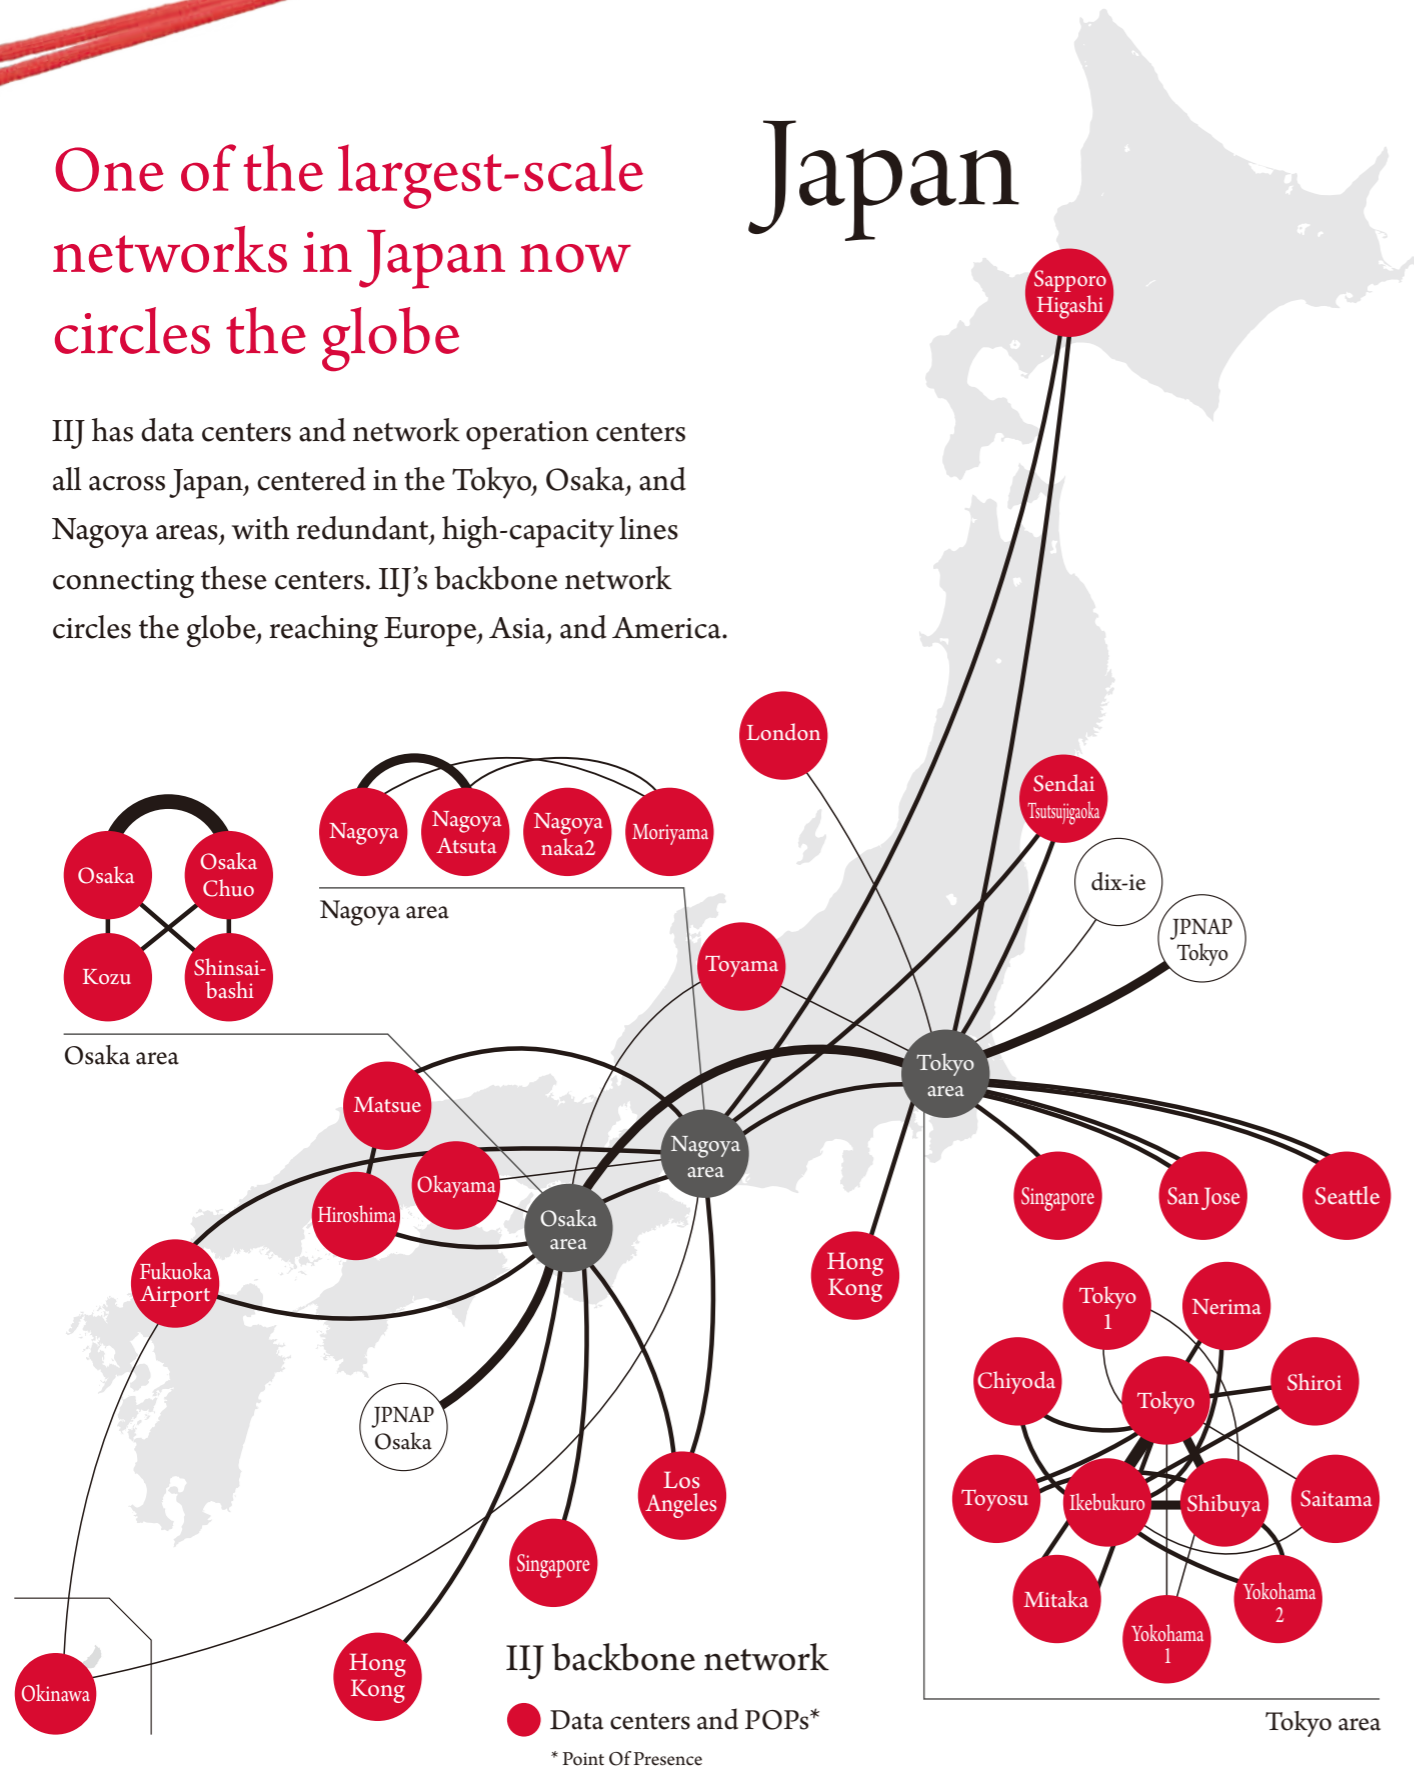 One of the largest-scale
networks in Japan now
circles the globe
Japan
IIJ has data centers and network operation centers
all across Japan, centered in the Tokyo, Osaka, and
Nagoya areas, with redundant, high-capacity lines
connecting these centers. IIJ's backbone network
circles the globe, reaching Europe, Asia, and America.
Sapporo
Higashi
London
Sendai
Tsutsujigaoka
dix-ie
JPNAP
Tokyo
Nagoya
Nagoya
Atsuta
Nagoya
naka2
Moriyama
Nagoya area
Osaka
Osaka
Chuo
Kozu
Shinsai-
bashi
Osaka area
Toyama
Tokyo
area
Matsue
Nagoya
area
Okayama
Hiroshima
Osaka
area
Fukuoka
Airport
Singapore
San Jose
Seattle
Hong
Kong
JPNAP
Osaka
Los
Angeles
Singapore
Hong
Kong
Okinawa
Tokyo
1
Nerima
Chiyoda
Tokyo
Shiroi
Toyosu
Ikebukuro
Shibuya
Saitama
Mitaka
Yokohama
1
Yokohama
2
Tokyo area
IIJ backbone network
Data centers and POPs*
* Point Of Presence